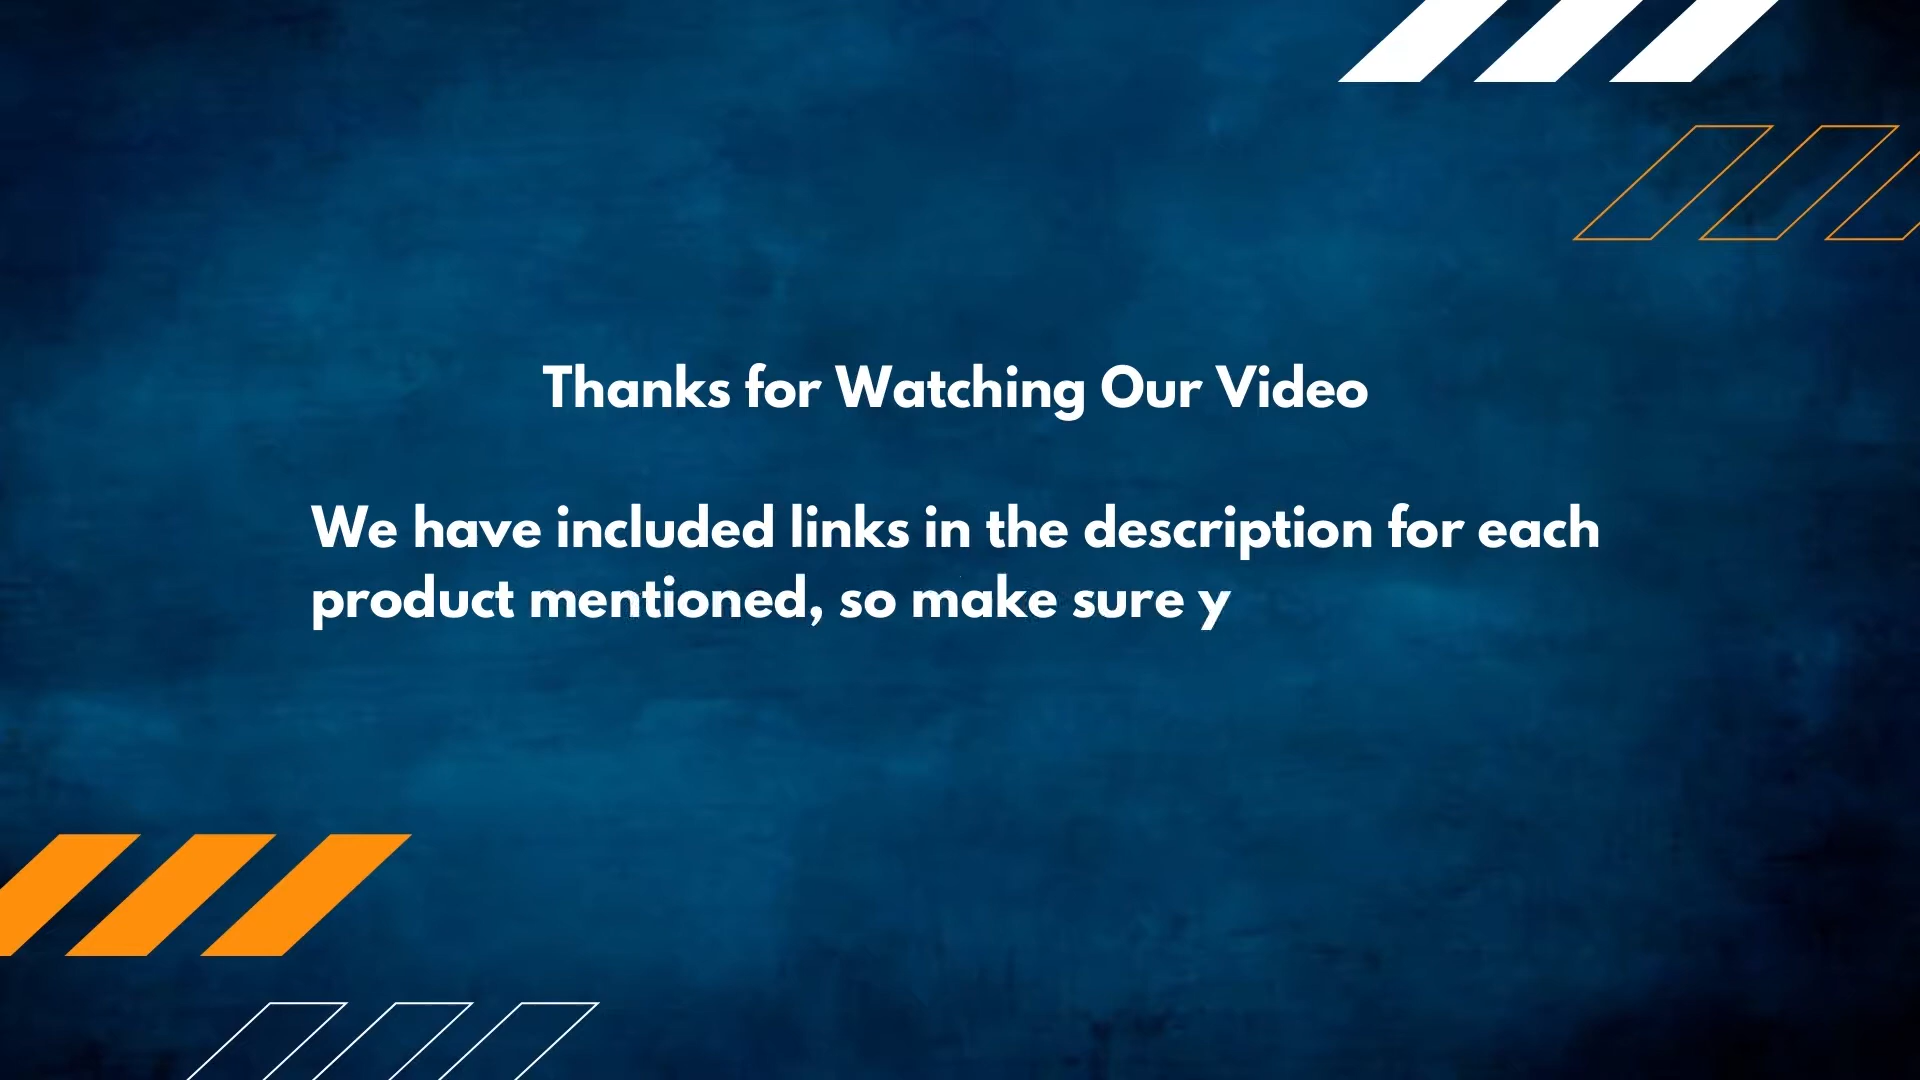 Thanks for Watching Our Video
We have included links in the description for each
product mentioned, so make sure y